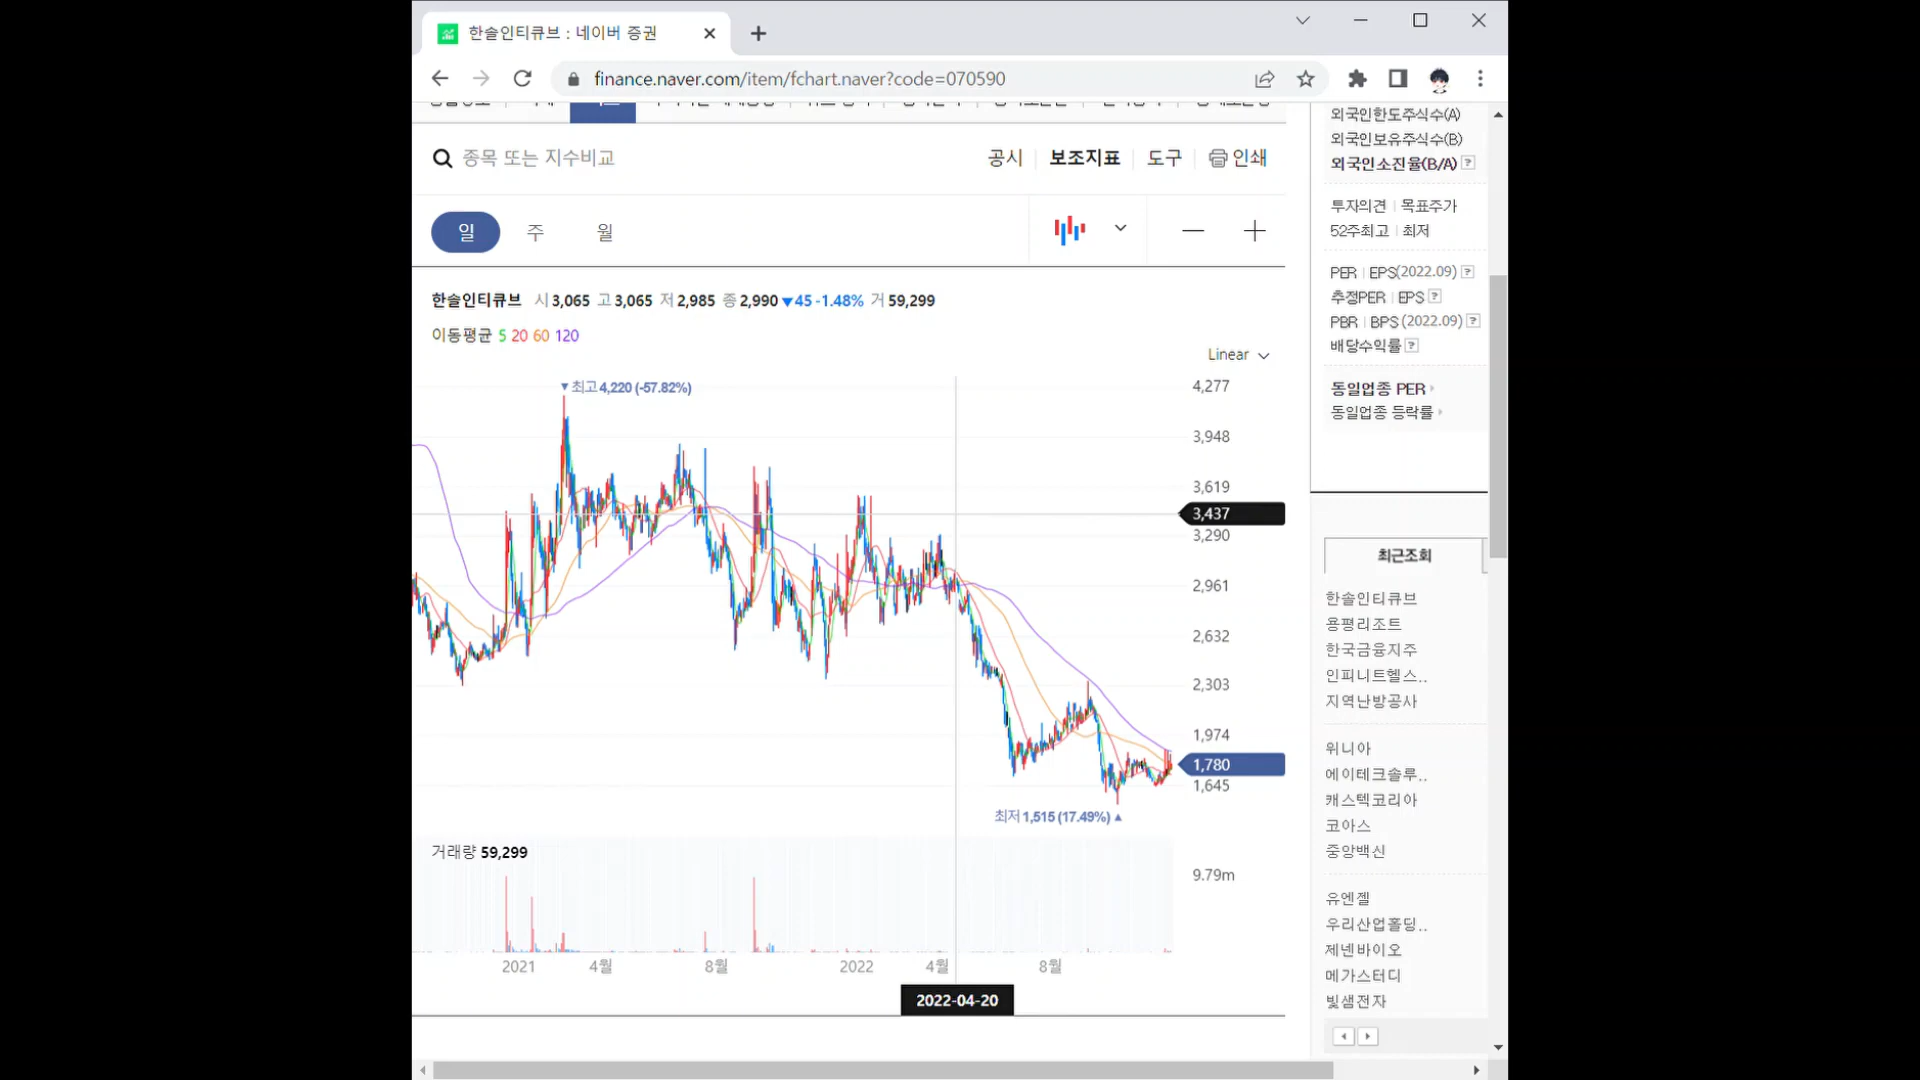 한솔인티큐브 : 네이버 증권
finance.naver.com/item/fchart.naver?code=070590
종목 또는 지수비교
공시 보조지표 도구 인쇄
일 주 월
한솔인티큐브 시 3,065 고 3,065 저 2,985 종 2,990 ▼45 -1.48% 거 59,299
이동평균 5 20 60 120
Linear
▼최고 4,220 (-57.82%)
4,277
3,948
3,619
3,437
3,290
2,961
2,632
2,303
1,974
1,780
1,645
최저 1,515 (17.49%) ▲
거래량 59,299
9.79m
2021 4월 8월 2022 4월 8월
2022-04-20
외국인한도주식수(A)
외국인보유주식수(B)
외국인소진율(B/A) ?
투자의견 | 목표주가
52주최고 | 최저
PER | EPS(2022.09) ?
추정PER | EPS ?
PBR | BPS (2022.09) ?
배당수익률 ?
동일업종 PER
동일업종 등락률
최근조회
한솔인티큐브
용평리조트
한국금융지주
인피니트헬스..
지역난방공사
위니아
에이테크솔루..
캐스텍코리아
코아스
중앙백신
유엔젤
우리산업홀딩..
제넨바이오
메가스터디
빛샘전자